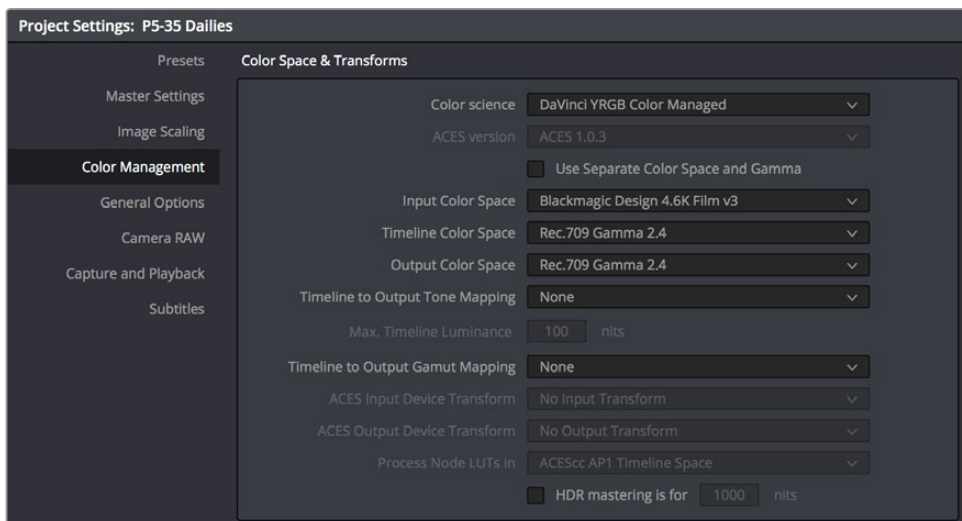 Project Settings: P5-35 Dailies
Presets
Master Settings
Image Scaling
Color Management
General Options
Camera RAW
Capture and Playback
Subtitles
Color Space & Transforms
Color science DaVinci YRGB Color Managed
ACES version ACES 1.0.3
Use Separate Color Space and Gamma
Input Color Space Blackmagic Design 4.6K Film v3
Timeline Color Space Rec.709 Gamma 2.4
Output Color Space Rec.709 Gamma 2.4
Timeline to Output Tone Mapping None
Max. Timeline Luminance 100 nits
Timeline to Output Gamut Mapping None
ACES Input Device Transform No Input Transform
ACES Output Device Transform No Output Transform
Process Node LUTs in ACEScc AP1 Timeline Space
HDR mastering is for 1000 nits